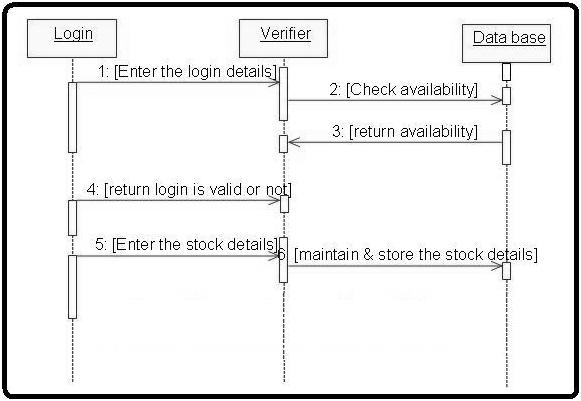 Login
Verifier
Data base
1: [Enter the login details]
2: [Check availability]
3: [return availability]
4: [return login is valid or not]
5: [Enter the stock details]
6 [maintain & store the stock details]